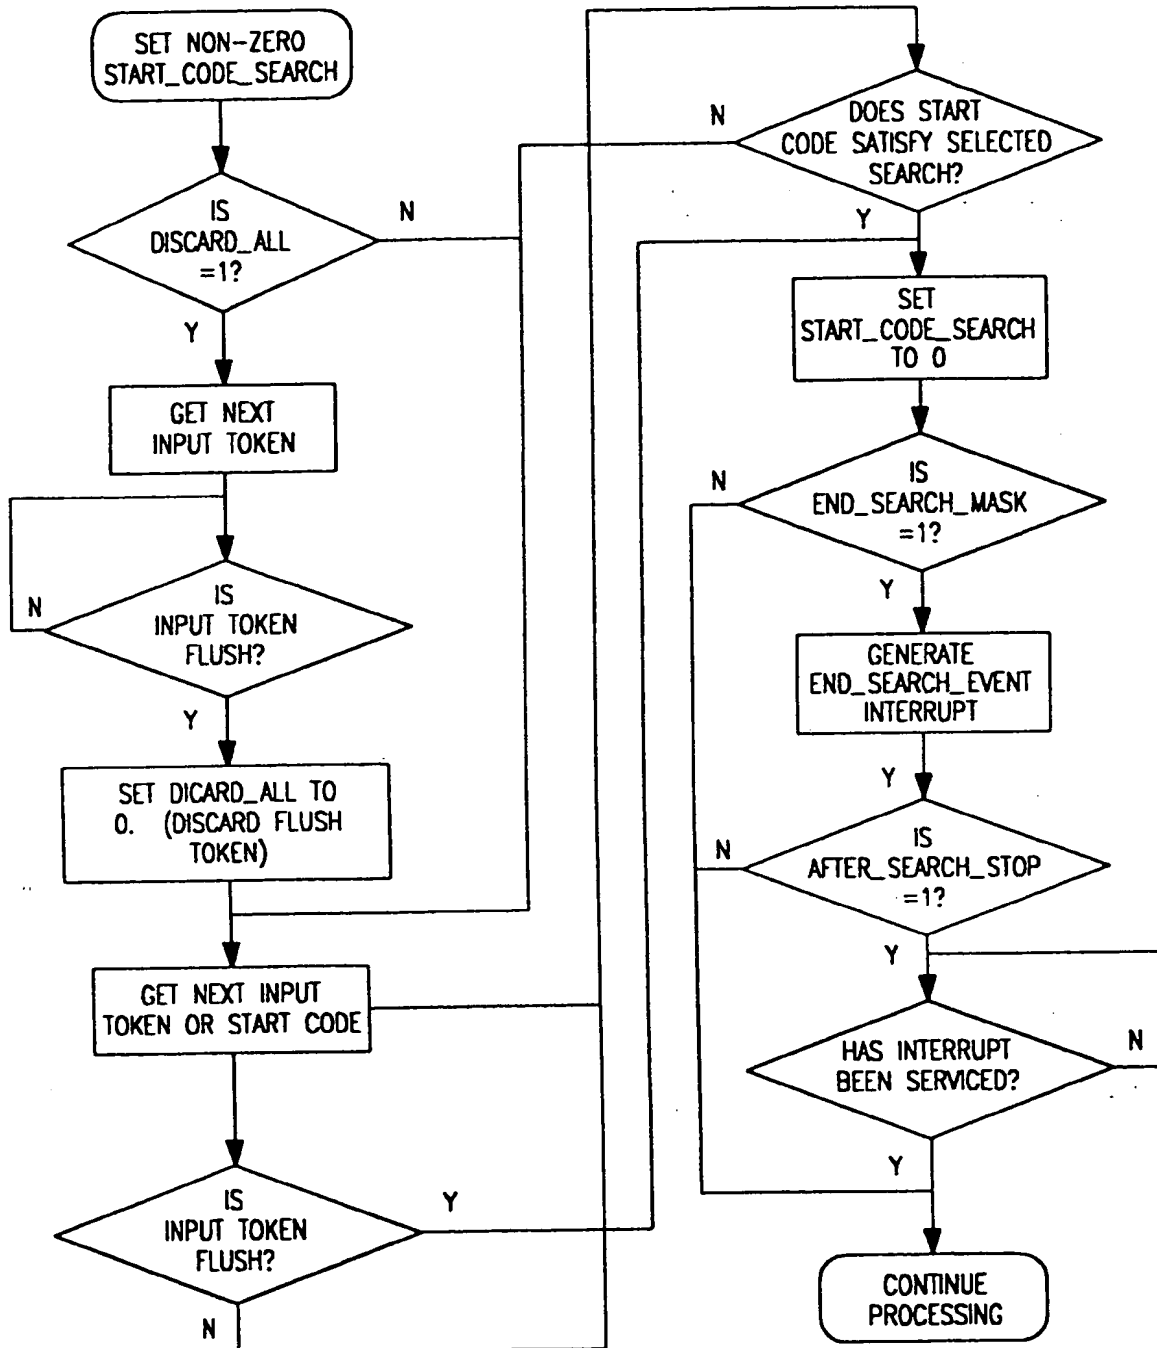 SET NON-ZERO
START_CODE_SEARCH
IS
DISCARD_ALL
=1?
N
Y
GET NEXT
INPUT TOKEN
IS
INPUT TOKEN
FLUSH?
N
Y
SET DICARD_ALL TO
0. (DISCARD FLUSH
TOKEN)
GET NEXT INPUT
TOKEN OR START CODE
IS
INPUT TOKEN
FLUSH?
Y
N
DOES START
CODE SATISFY SELECTED
SEARCH?
N
Y
SET
START_CODE_SEARCH
TO 0
IS
END_SEARCH_MASK
=1?
N
Y
GENERATE
END_SEARCH_EVENT
INTERRUPT
Y
IS
AFTER_SEARCH_STOP
=1?
N
Y
HAS INTERRUPT
BEEN SERVICED?
N
Y
CONTINUE
PROCESSING